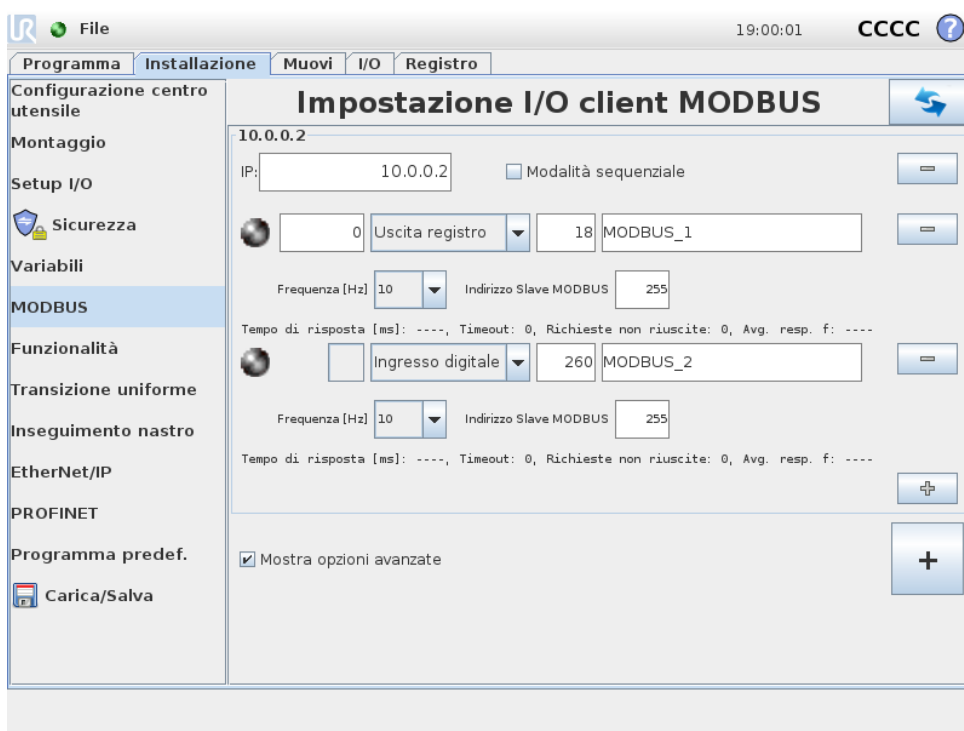 UR File 19:00:01 CCCC ?
Programma Installazione Muovi I/O Registro
Configurazione centro
utensile
Montaggio
Setup I/O
Sicurezza
Variabili
MODBUS
Funzionalità
Transizione uniforme
Inseguimento nastro
EtherNet/IP
PROFINET
Programma predef.
Carica/Salva
Impostazione I/O client MODBUS
10.0.0.2
IP: 10.0.0.2 Modalità sequenziale
0 Uscita registro 18 MODBUS_1
Frequenza [Hz] 10 Indirizzo Slave MODBUS 255
Tempo di risposta [ms]: ----, Timeout: 0, Richieste non riuscite: 0, Avg. resp. f: ----
Ingresso digitale 260 MODBUS_2
Frequenza [Hz] 10 Indirizzo Slave MODBUS 255
Tempo di risposta [ms]: ----, Timeout: 0, Richieste non riuscite: 0, Avg. resp. f: ----
Mostra opzioni avanzate